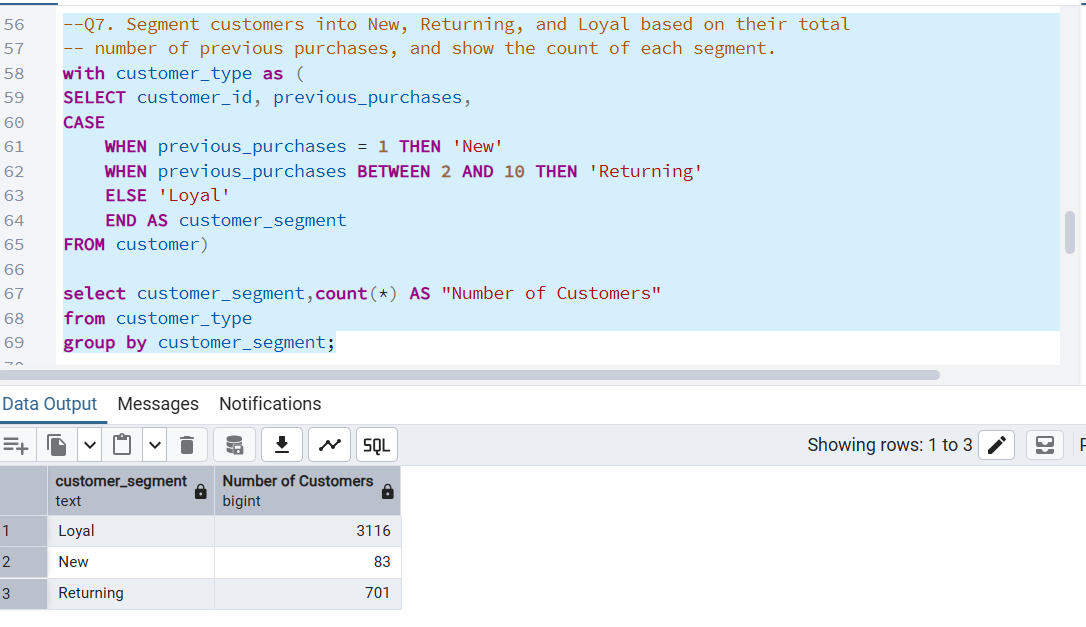 56 --Q7. Segment customers into New, Returning, and Loyal based on their total
57 -- number of previous purchases, and show the count of each segment.
58 with customer_type as (
59 SELECT customer_id, previous_purchases,
60 CASE
61 WHEN previous_purchases = 1 THEN 'New'
62 WHEN previous_purchases BETWEEN 2 AND 10 THEN 'Returning'
63 ELSE 'Loyal'
64 END AS customer_segment
65 FROM customer)
66
67 select customer_segment,count(*) AS "Number of Customers"
68 from customer_type
69 group by customer_segment;
Data Output Messages Notifications
SQL Showing rows: 1 to 3
customer_segment Number of Customers
text bigint
1 Loyal 3116
2 New 83
3 Returning 701